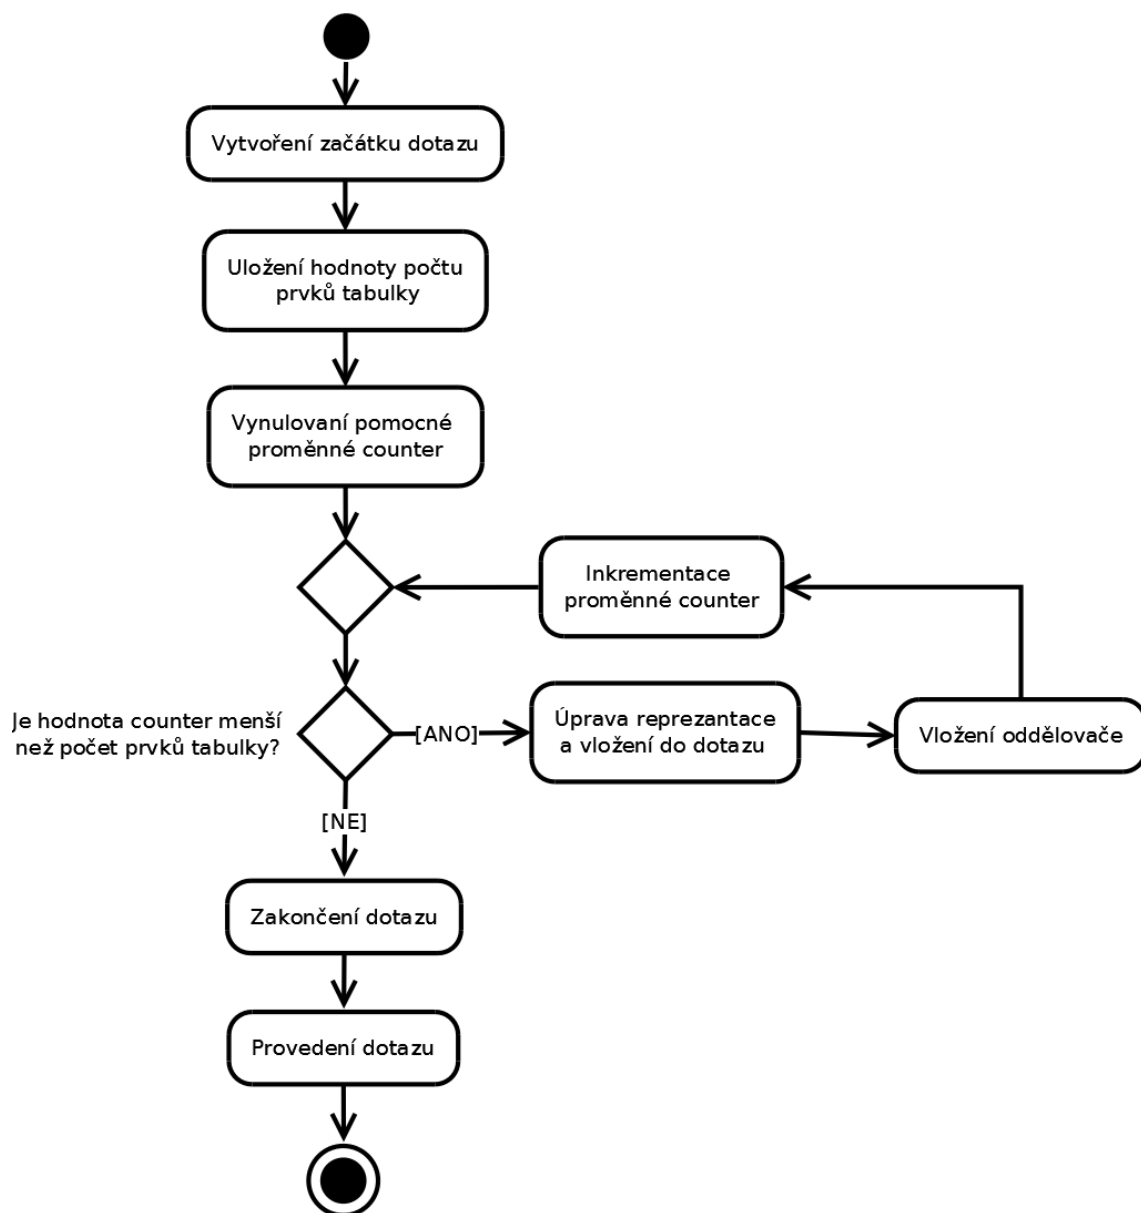 Vytvoření začátku dotazu
Uložení hodnoty počtu
prvků tabulky
Vynulovaní pomocné
proměnné counter
Inkrementace
proměnné counter
Je hodnota counter menší
než počet prvků tabulky?
[ANO]
Úprava reprezantace
a vložení do dotazu
Vložení oddělovače
[NE]
Zakončení dotazu
Provedení dotazu